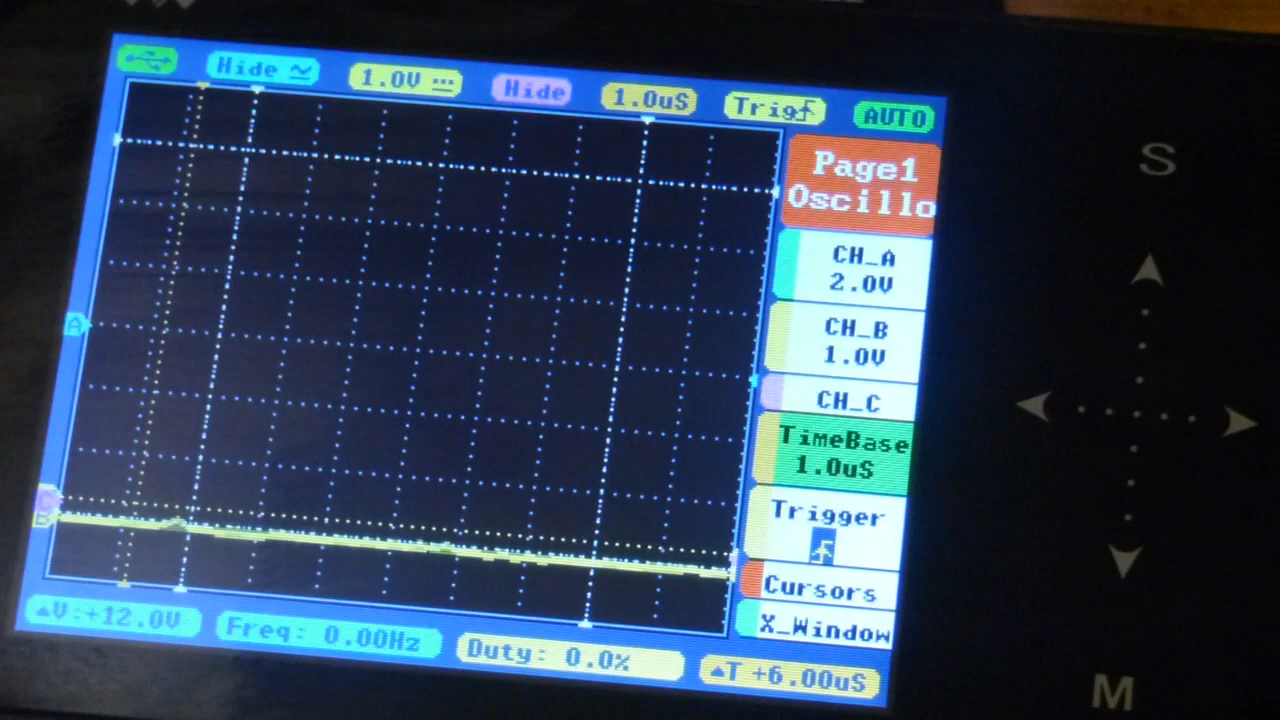 Hide
1.0V
Hide
1.0uS
Trig
AUTO
Page1
Oscillo
CH_A
2.0V
CH_B
1.0V
CH_C
TimeBase
1.0uS
Trigger
Cursors
X_Window
A
C
B
▲V:+12.0V
Freq: 0.00Hz
Duty: 0.0%
▲T +6.00uS
S
M